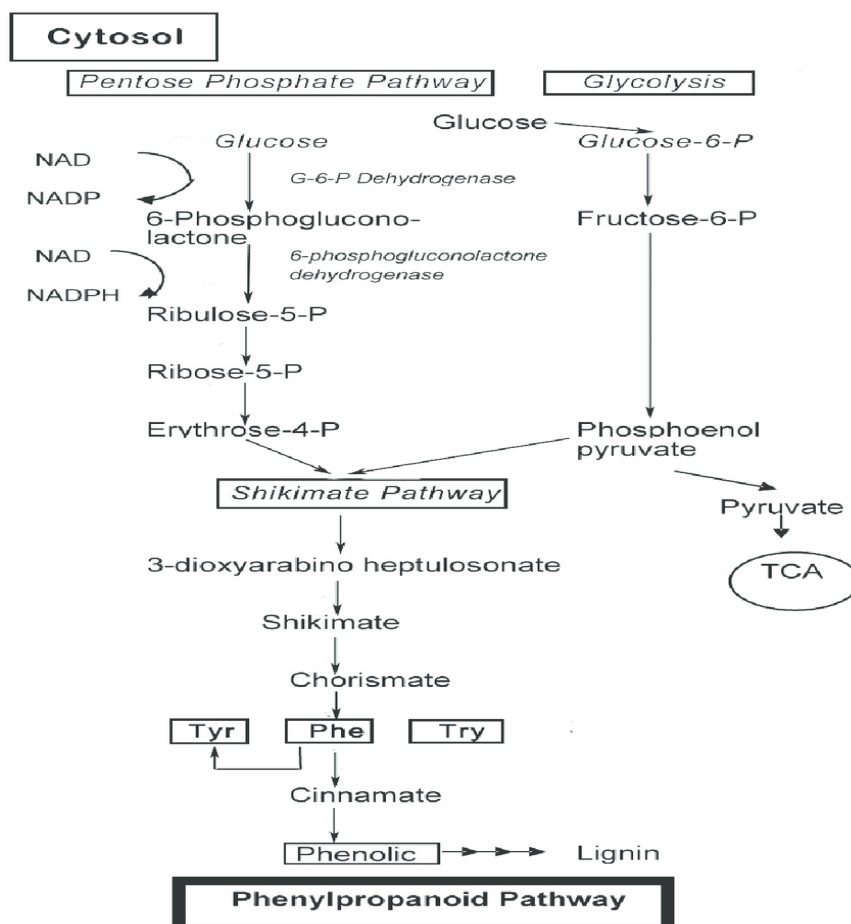 Cytosol
Pentose Phosphate Pathway
Glycolysis
Glucose
Glucose
Glucose-6-P
NAD
G-6-P Dehydrogenase
NADP
6-Phosphoglucono-
lactone
Fructose-6-P
NAD
6-phosphogluconolactone
dehydrogenase
NADPH
Ribulose-5-P
Ribose-5-P
Erythrose-4-P
Phosphoenol
pyruvate
Shikimate Pathway
Pyruvate
3-dioxyarabino heptulosonate
TCA
Shikimate
Chorismate
Tyr
Phe
Try
Cinnamate
Phenolic
Lignin
Phenylpropanoid Pathway